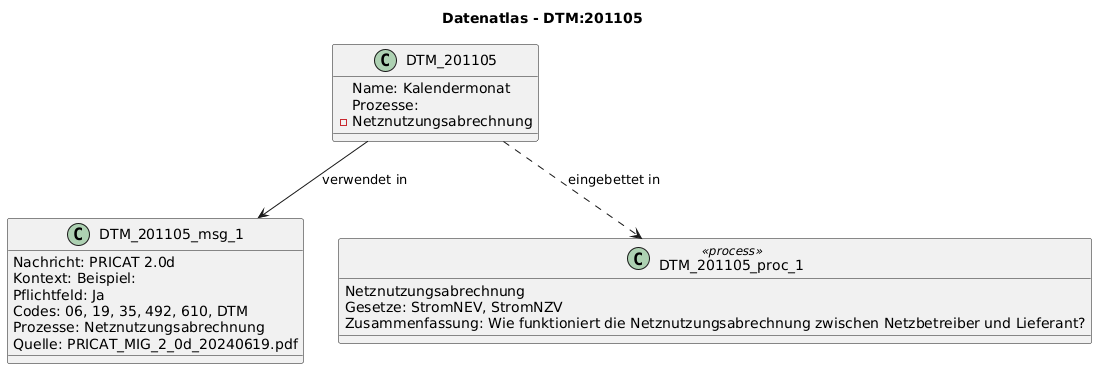 Datenatlas - DTM:201105
C DTM_201105
Name: Kalendermonat
Prozesse:
Netznutzungsabrechnung
verwendet in
eingebettet in
C DTM_201105_msg_1
Nachricht: PRICAT 2.0d
Kontext: Beispiel:
Pflichtfeld: Ja
Codes: 06, 19, 35, 492, 610, DTM
Prozesse: Netznutzungsabrechnung
Quelle: PRICAT_MIG_2_0d_20240619.pdf
«process»
C DTM_201105_proc_1
Netznutzungsabrechnung
Gesetze: StromNEV, StromNZV
Zusammenfassung: Wie funktioniert die Netznutzungsabrechnung zwischen Netzbetreiber und Lieferant?